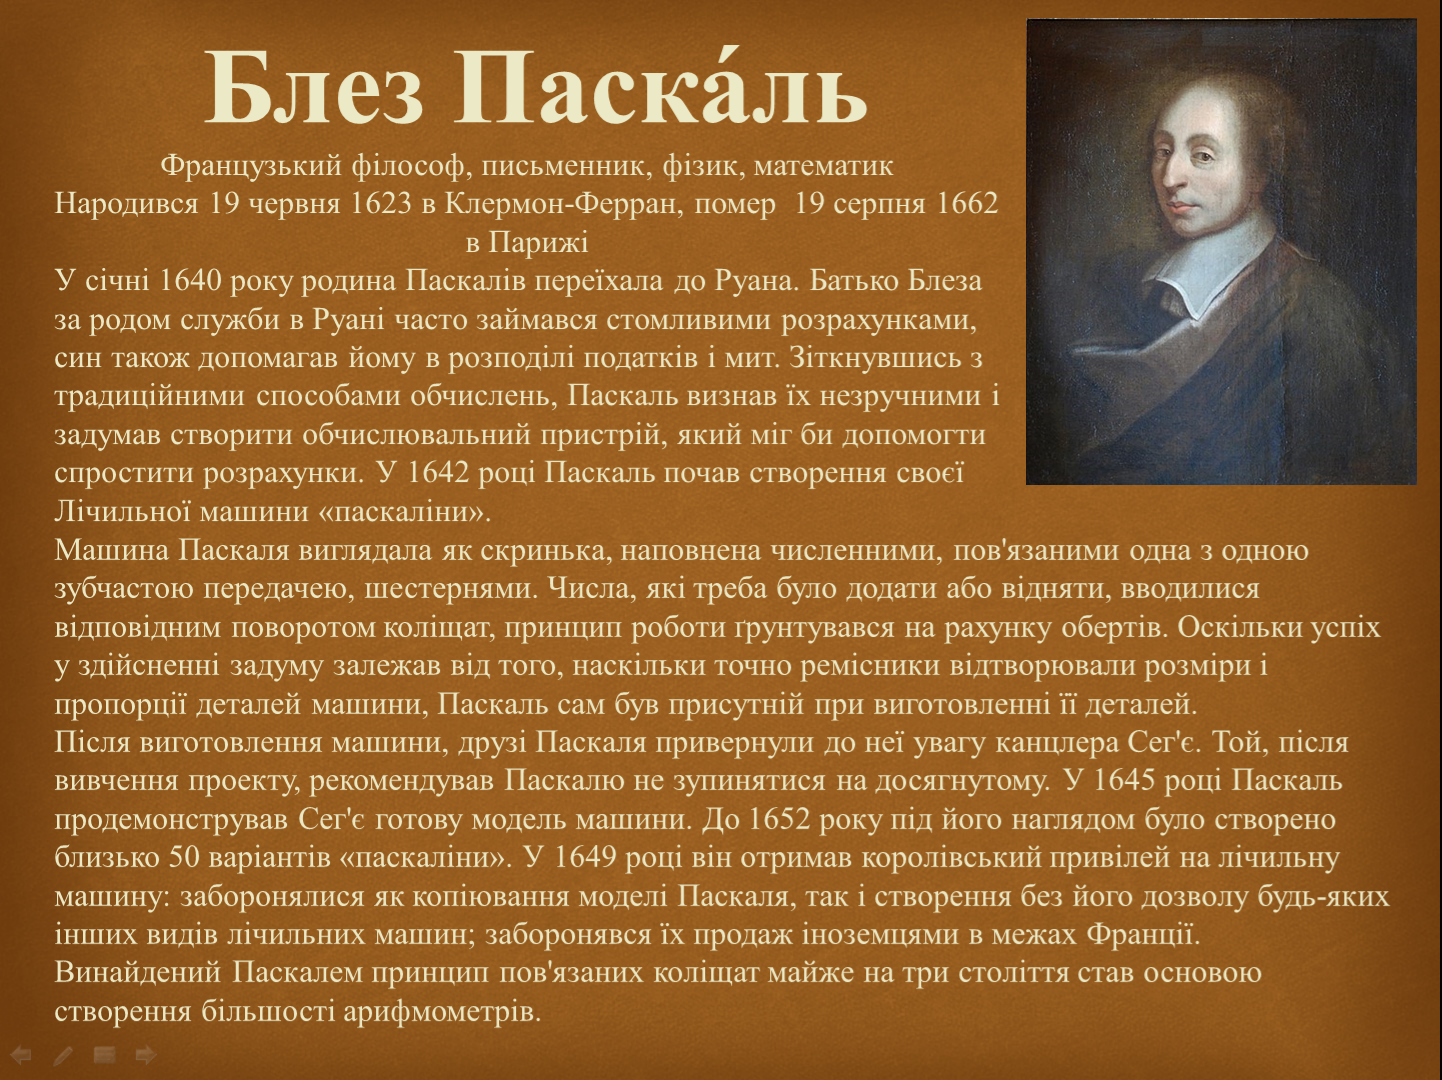 Блез Паска́ль
Французький філософ, письменник, фізик, математик
Народився 19 червня 1623 в Клермон-Ферран, помер  19 серпня 1662
в Парижі
У січні 1640 року родина Паскалів переїхала до Руана. Батько Блеза
за родом служби в Руані часто займався стомливими розрахунками,
син також допомагав йому в розподілі податків і мит. Зіткнувшись з
традиційними способами обчислень, Паскаль визнав їх незручними і
задумав створити обчислювальний пристрій, який міг би допомогти
спростити розрахунки. У 1642 році Паскаль почав створення своєї
Лічильної машини «паскаліни».
Машина Паскаля виглядала як скринька, наповнена численними, пов'язаними одна з одною
зубчастою передачею, шестернями. Числа, які треба було додати або відняти, вводилися
відповідним поворотом коліщат, принцип роботи ґрунтувався на рахунку обертів. Оскільки успіх
у здійсненні задуму залежав від того, наскільки точно ремісники відтворювали розміри і
пропорції деталей машини, Паскаль сам був присутній при виготовленні її деталей.
Після виготовлення машини, друзі Паскаля привернули до неї увагу канцлера Сег'є. Той, після
вивчення проекту, рекомендував Паскалю не зупинятися на досягнутому. У 1645 році Паскаль
продемонстрував Сег'є готову модель машини. До 1652 року під його наглядом було створено
близько 50 варіантів «паскаліни». У 1649 році він отримав королівський привілей на лічильну
машину: заборонялися як копіювання моделі Паскаля, так і створення без його дозволу будь-яких
інших видів лічильних машин; заборонявся їх продаж іноземцями в межах Франції.
Винайдений Паскалем принцип пов'язаних коліщат майже на три століття став основою
створення більшості арифмометрів.